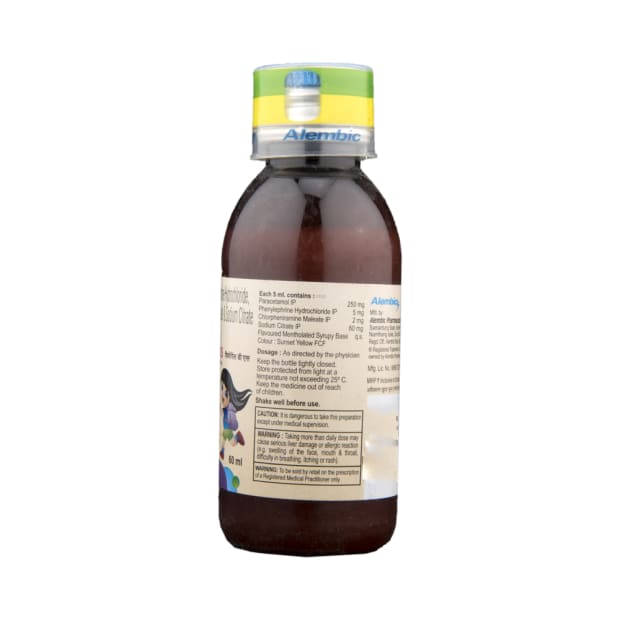 Alembic
Hydrochloride,
& Sodium Citrate
60 ml
Each 5 ml. contains :
Paracetamol IP 250 mg
Phenylephrine Hydrochloride IP 5 mg
Chlorpheniramine Maleate IP 2 mg
Sodium Citrate IP 60 mg
Flavoured Mentholated Syrupy Base q.s.
Colour : Sunset Yellow FCF
Dosage : As directed by the physician
Keep the bottle tightly closed.
Store protected from light at a
temperature not exceeding 25º C.
Keep the medicine out of reach
of children.
Shake well before use.
CAUTION: It is dangerous to take this preparation
except under medical supervision.
WARNING : Taking more than daily dose may
cause serious liver damage or allergic reaction
(e.g. swelling of the face, mouth & throat,
difficulty in breathing, itching or rash).
WARNING: To be sold by retail on the prescription
of a Registered Medical Practitioner only
Alembic
Mfd. by
Alembic
Mfg. Lic. No.